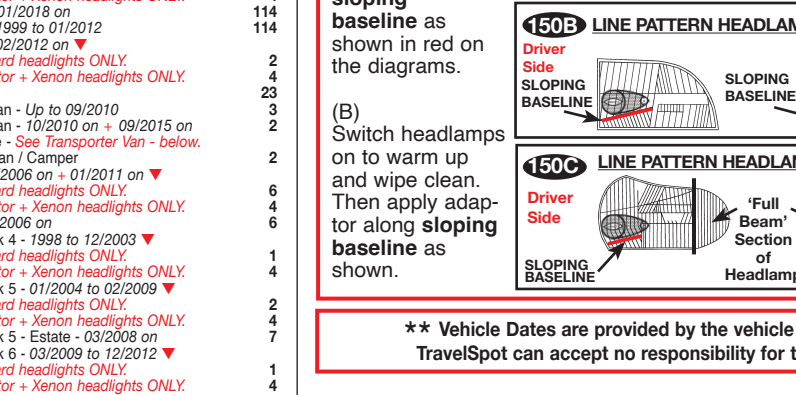 01/2018 on 114
1999 to 01/2012 114
02/2012 on ▼
rd headlights ONLY. 2
tor + Xenon headlights ONLY. 4
23
an - Up to 09/2010 3
an - 10/2010 on + 09/2015 on 2
e - See Transporter Van - below.
an / Camper 2
/2006 on + 01/2011 on ▼
rd headlights ONLY. 6
tor + Xenon headlights ONLY. 4
2006 on 6
k 4 - 1998 to 12/2003 ▼
rd headlights ONLY. 1
tor + Xenon headlights ONLY. 4
k 5 - 01/2004 to 02/2009 ▼
rd headlights ONLY. 2
tor + Xenon headlights ONLY. 4
k 5 - Estate - 03/2008 on 7
k 6 - 03/2009 to 12/2012 ▼
rd headlights ONLY. 1
tor + Xenon headlights ONLY. 4
sloping
baseline as
shown in red on
the diagrams.
(B)
Switch headlamps
on to warm up
and wipe clean.
Then apply adap-
tor along sloping
baseline as
shown.
150B LINE PATTERN HEADLAM
Driver
Side
SLOPING
BASELINE
SLOPING
BASELINE
150C LINE PATTERN HEADLAM
Driver
Side
SLOPING
BASELINE
'Full
Beam'
Section
of
Headlamp
** Vehicle Dates are provided by the vehicle
TravelSpot can accept no responsibility for t